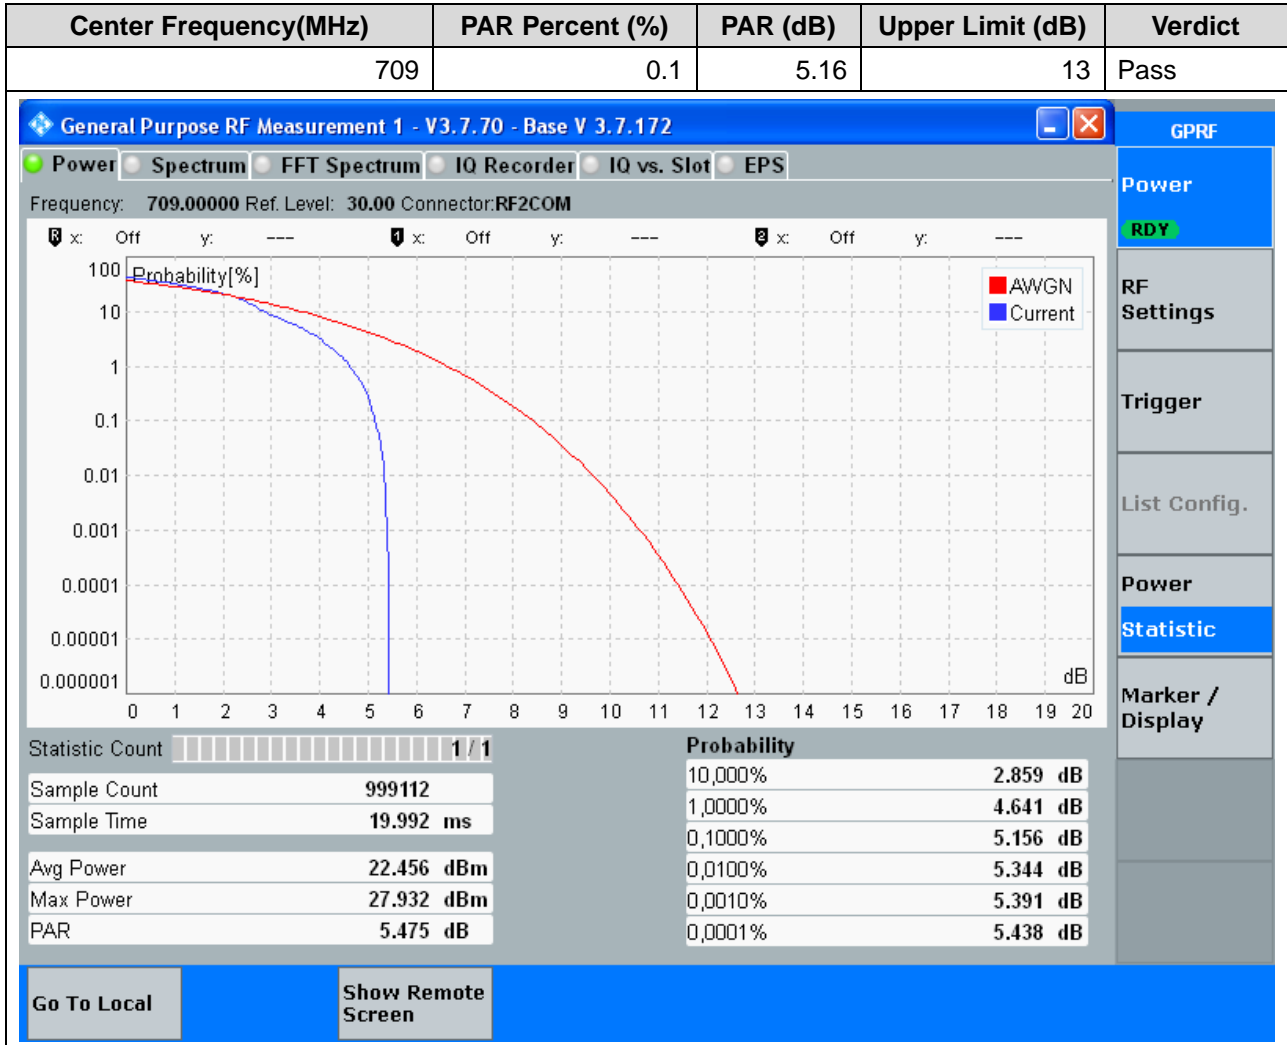 Center Frequency(MHz) PAR Percent (%) PAR (dB) Upper Limit (dB) Verdict
709 0.1 5.16 13 Pass
General Purpose RF Measurement 1 - V3.7.70 - Base V 3.7.172
GPRF
Power Spectrum FFT Spectrum IQ Recorder IQ vs. Slot EPS
Power
RDY
Frequency: 709.00000 Ref. Level: 30.00 Connector:RF2COM
R x: Off y: --- 1 x: Off y: --- 2 x: Off y: ---
Probability[%]
AWGN
Current
100
10
1
0.1
0.01
0.001
0.0001
0.00001
0.000001
dB
0 1 2 3 4 5 6 7 8 9 10 11 12 13 14 15 16 17 18 19 20
RF
Settings
Trigger
List Config.
Power
Statistic
Marker /
Display
Statistic Count 1 / 1
Sample Count 999112
Sample Time 19.992 ms
Avg Power 22.456 dBm
Max Power 27.932 dBm
PAR 5.475 dB
Probability
10,000% 2.859 dB
1,0000% 4.641 dB
0,1000% 5.156 dB
0,0100% 5.344 dB
0,0010% 5.391 dB
0,0001% 5.438 dB
Go To Local
Show Remote
Screen